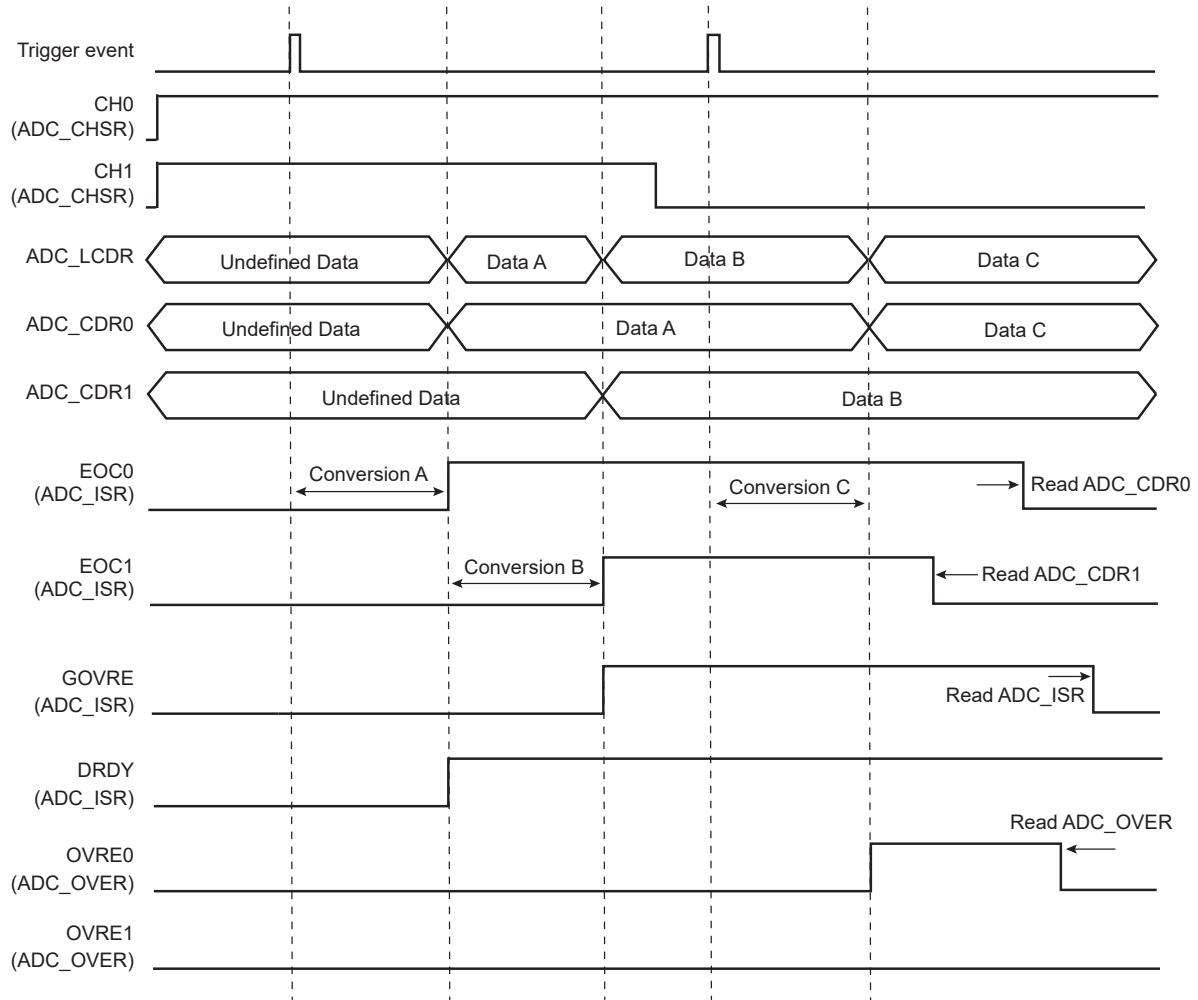 Trigger event
CH0
(ADC_CHSR)
CH1
(ADC_CHSR)
ADC_LCDR
Undefined Data
Data A
Data B
Data C
ADC_CDR0
Undefined Data
Data A
Data C
ADC_CDR1
Undefined Data
Data B
EOC0
(ADC_ISR)
Conversion A
Conversion C
Read ADC_CDR0
EOC1
(ADC_ISR)
Conversion B
Read ADC_CDR1
GOVRE
(ADC_ISR)
Read ADC_ISR
DRDY
(ADC_ISR)
Read ADC_OVER
OVRE0
(ADC_OVER)
OVRE1
(ADC_OVER)